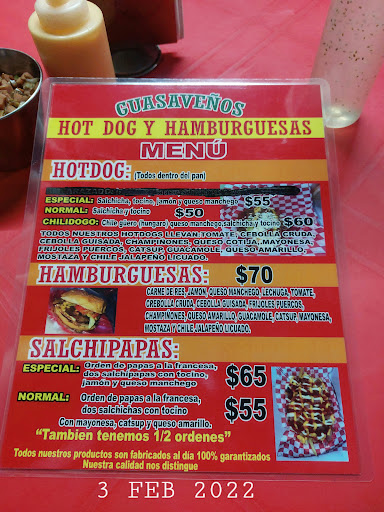 GUASAVEÑOS
HOT DOG Y HAMBURGUESAS
MENÚ
HOTDOG: (Todos dentro del pan)
ESPECIAL: Salchicha, tocino, jamon y queso manchego $55
NORMAL: Salchicha y tocino $50
CHILIDOGO: Chile güero (hungaro) queso manchego, salchicha y tocino $60
TODOS NUESTROS HOTDOGS LLEVAN TOMATE, CEBOLLA CRUDA,
CEBOLLA GUISADA, CHAMPIÑONES, QUESO COTIJA, MAYONESA,
FRIJOLES PUERCOS, CATSUP, GUACAMOLE, QUESO AMARILLO,
MOSTAZA Y CHILE JALAPEÑO LICUADO.
HAMBURGUESAS: $70
CARNE DE RES, JAMON, QUESO MANCHEGO, LECHUGA, TOMATE,
CREBOLLA CRUDA, CEBOLLA GUISADA, FRIJOLES PUERCOS,
CHAMPIÑONES, QUESO AMARILLO, GUACAMOLE, CATSUP, MAYONESA,
MOSTAZA Y CHILE JALAPEÑO LICUADO.
SALCHIPAPAS:
ESPECIAL: Orden de papas a la francesa,
dos salchipapas con tocino,
jamón y queso manchego $65
NORMAL: Orden de papas a la francesa,
dos salchichas con tocino $55
Con mayonesa, catsup y queso amarillo.
“Tambien tenemos 1/2 ordenes”
Todos nuestros productos son fabricados al día 100% garantizados
Nuestra calidad nos distingue
3 FEB 2022